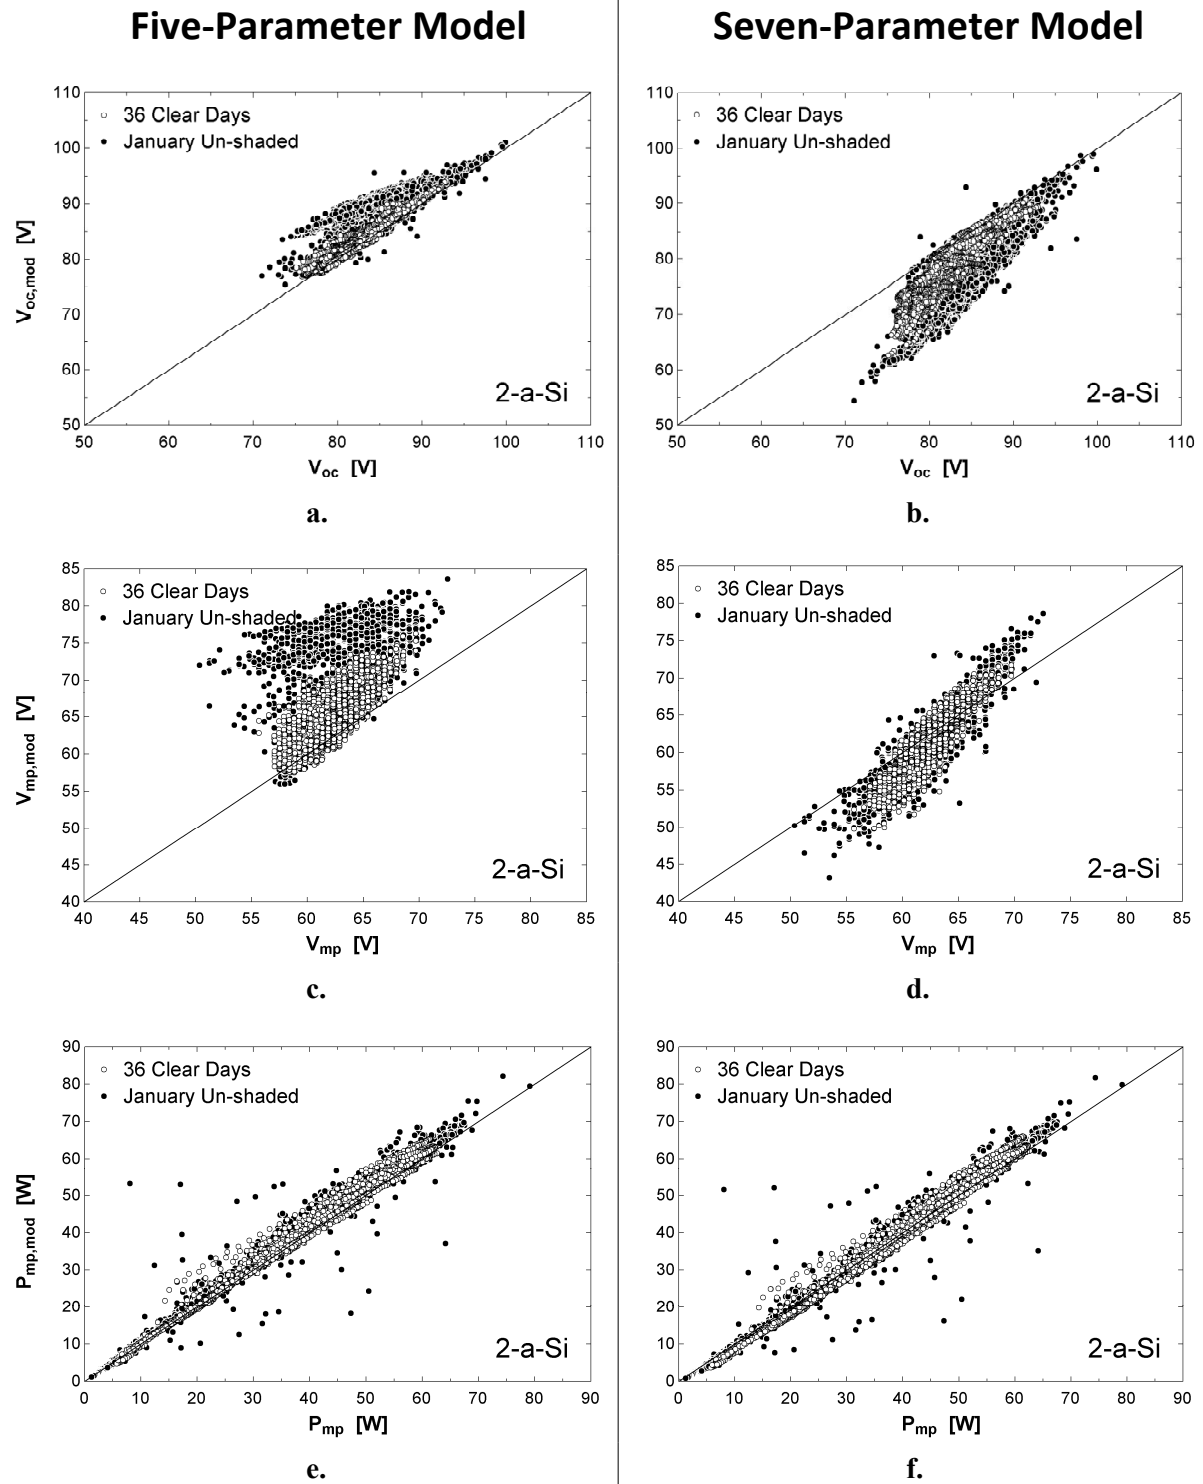 Five-Parameter Model
Seven-Parameter Model
110
100
90
80
70
60
50
V_oc,mod [V]
36 Clear Days
January Un-shaded
2-a-Si
50 60 70 80 90 100 110
V_oc [V]
a.
110
100
90
80
70
60
50
36 Clear Days
January Un-shaded
2-a-Si
50 60 70 80 90 100 110
V_oc [V]
b.
85
80
75
70
65
60
55
50
45
40
V_mp,mod [V]
36 Clear Days
January Un-shaded
2-a-Si
40 45 50 55 60 65 70 75 80 85
V_mp [V]
c.
85
80
75
70
65
60
55
50
45
40
36 Clear Days
January Un-shaded
2-a-Si
40 45 50 55 60 65 70 75 80 85
V_mp [V]
d.
90
80
70
60
50
40
30
20
10
0
P_mp,mod [W]
36 Clear Days
January Un-shaded
2-a-Si
0 10 20 30 40 50 60 70 80 90
P_mp [W]
e.
90
80
70
60
50
40
30
20
10
0
36 Clear Days
January Un-shaded
2-a-Si
0 10 20 30 40 50 60 70 80 90
P_mp [W]
f.